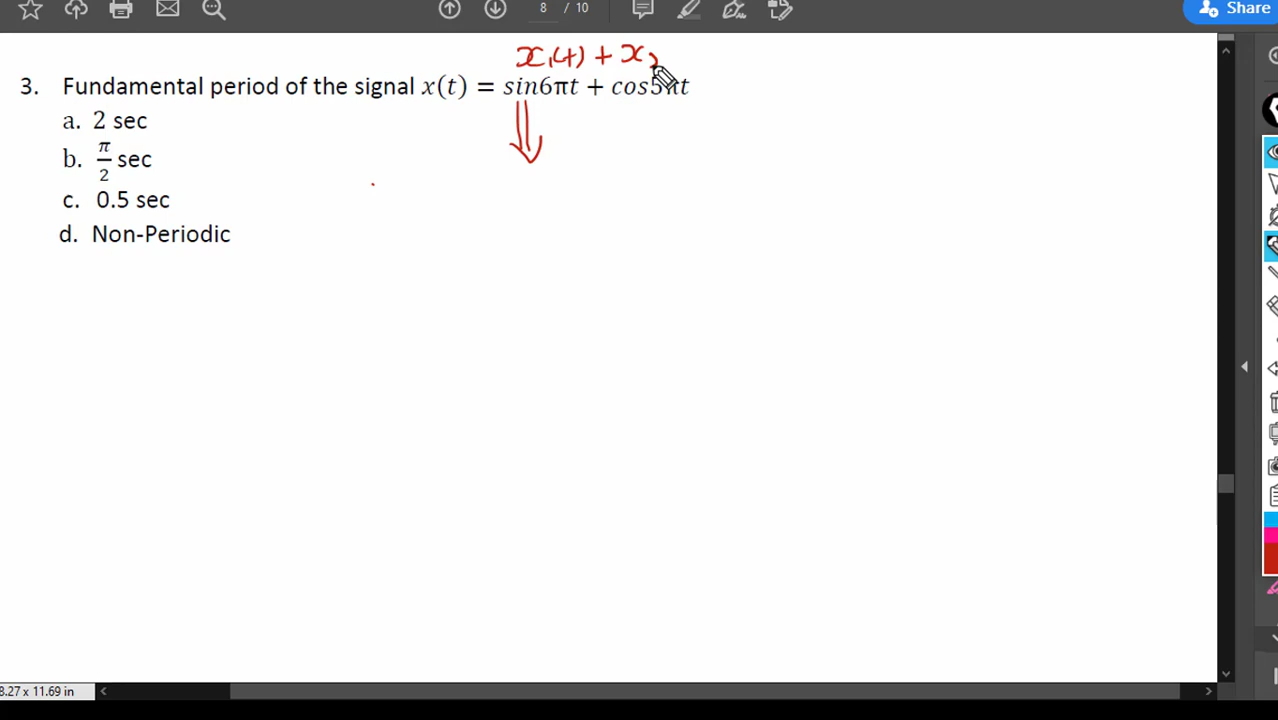 8 / 10
Share
x₁(t) + x₂
3. Fundamental period of the signal x(t) = sin6πt + cos5πt
a. 2 sec
b. π/2 sec
c. 0.5 sec
d. Non-Periodic
8.27 x 11.69 in